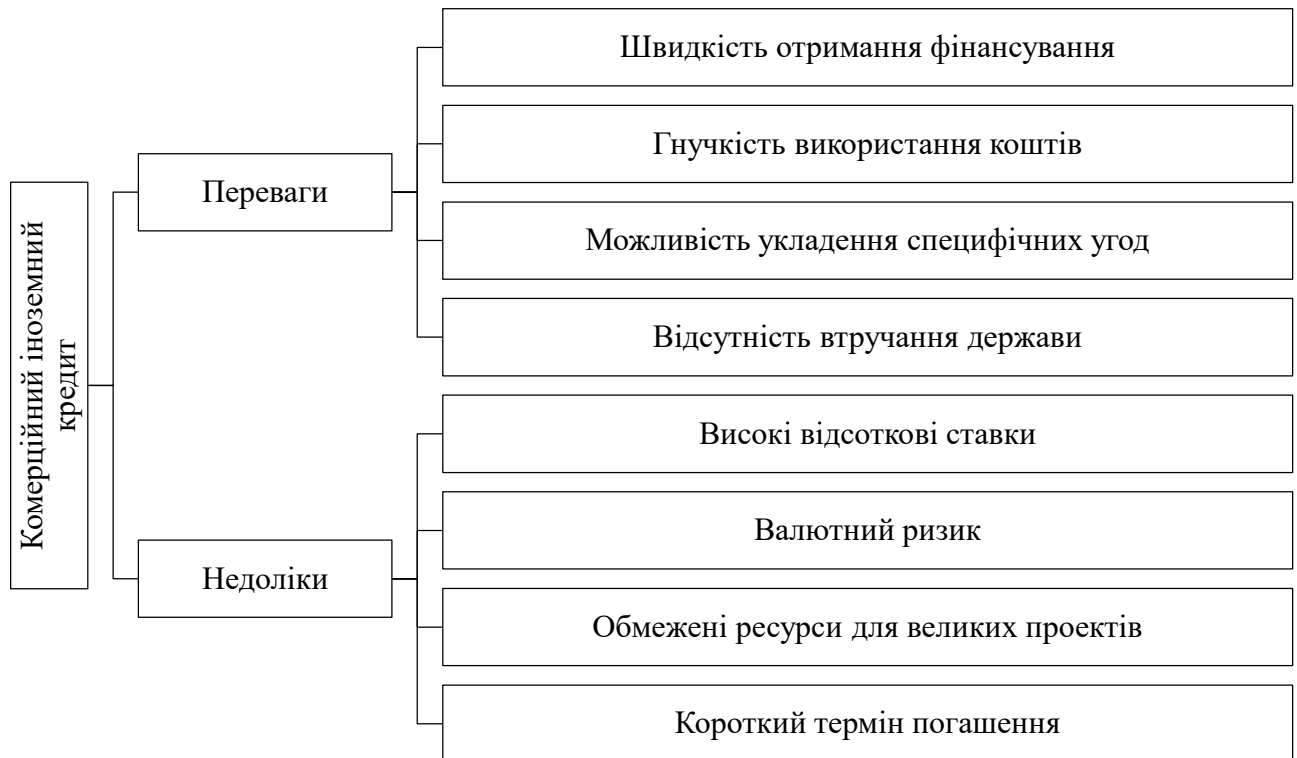 Комерційний іноземний
кредит
Переваги
Швидкість отримання фінансування
Гнучкість використання коштів
Можливість укладення специфічних угод
Відсутність втручання держави
Недоліки
Високі відсоткові ставки
Валютний ризик
Обмежені ресурси для великих проектів
Короткий термін погашення